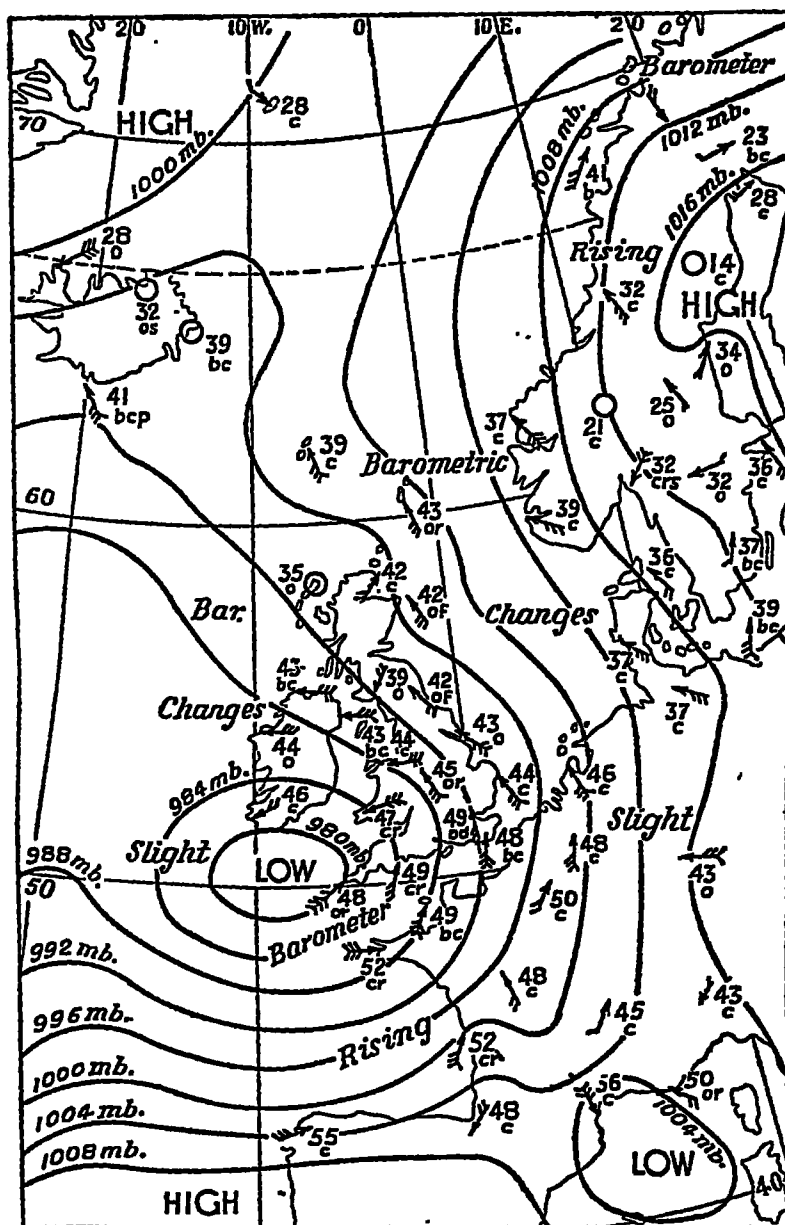 20 10 W. 0 10 E. 20
Barometer
28
c
HIGH
70
1000 mb.
1008 mb.
1012 mb.
23
bc
41
b
1016 mb.
28
c
28
o
Rising
14
c
32
os
32
c
HIGH
39
bc
34
o
41
bcp
25
o
37
c
21
c
39
c
Barometric
32
crs
32
o
36
c
60
43
or
39
c
37
bc
35
o
42
c
36
c
42
of
Bar.
Changes
39
bc
37
c
43
bc
39
o
42
of
37
c
Changes
43
bc
44
c
43
o
44
o
45
or
44
c
46
c
984 mb.
46
c
47
cr
49
od
Slight
980 mb.
48
bc
48
c
Slight
988 mb.
LOW
43
o
50
49
cr
48
or
50
c
Barometer
49
bc
992 mb.
52
cr
48
c
43
c
996 mb.
Rising
45
c
1000 mb.
52
cr
56
c
50
or
1004 mb.
48
c
1004 mb.
55
c
1008 mb.
LOW
HIGH
40